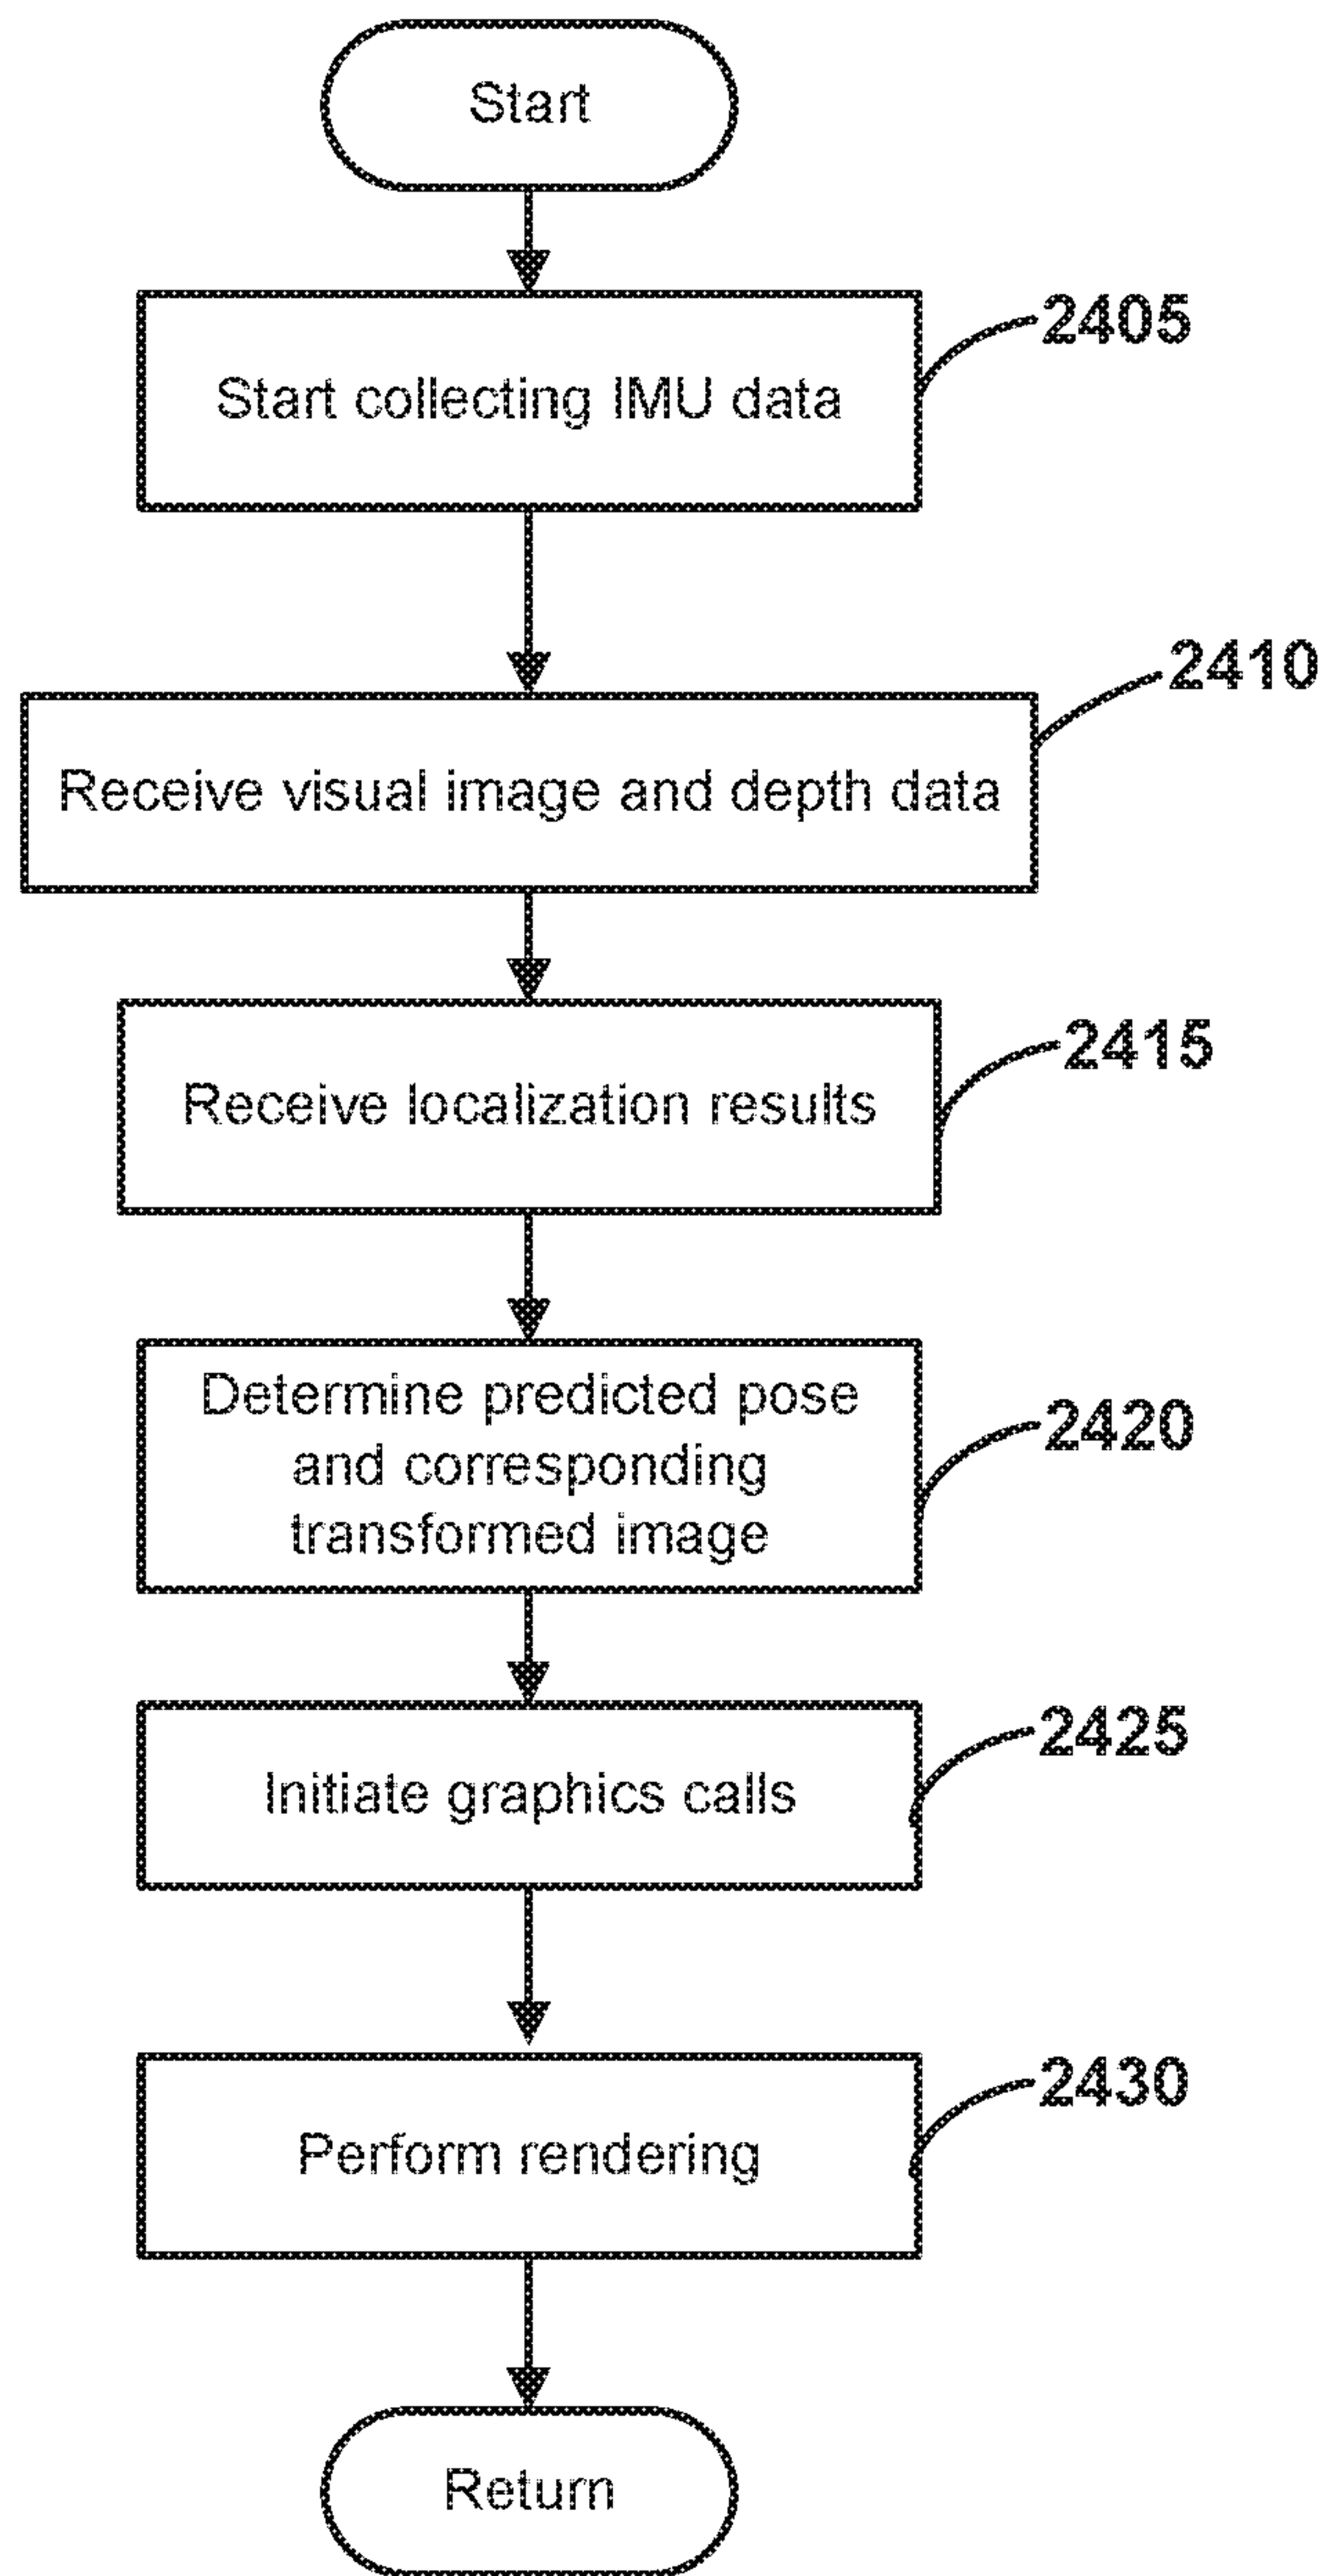 Start
Start collecting IMU data
2405
Receive visual image and depth data
2410
Receive localization results
2415
Determine predicted pose
and corresponding
transformed image
2420
Initiate graphics calls
2425
Perform rendering
2430
Return